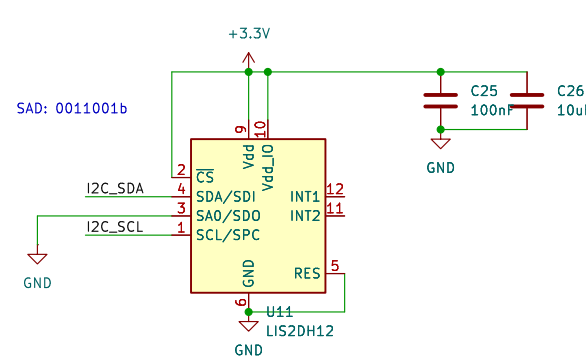 +3.3V
SAD: 0011001b
C25
100nF
C26
GND
9
Vdd
10
Vdd_IO
2
CS
I2C_SDA
4
SDA/SDI
INT1
12
3
SA0/SDO
INT2
11
I2C_SCL
1
SCL/SPC
GND
GND
RES
5
6
U11
LIS2DH12
GND